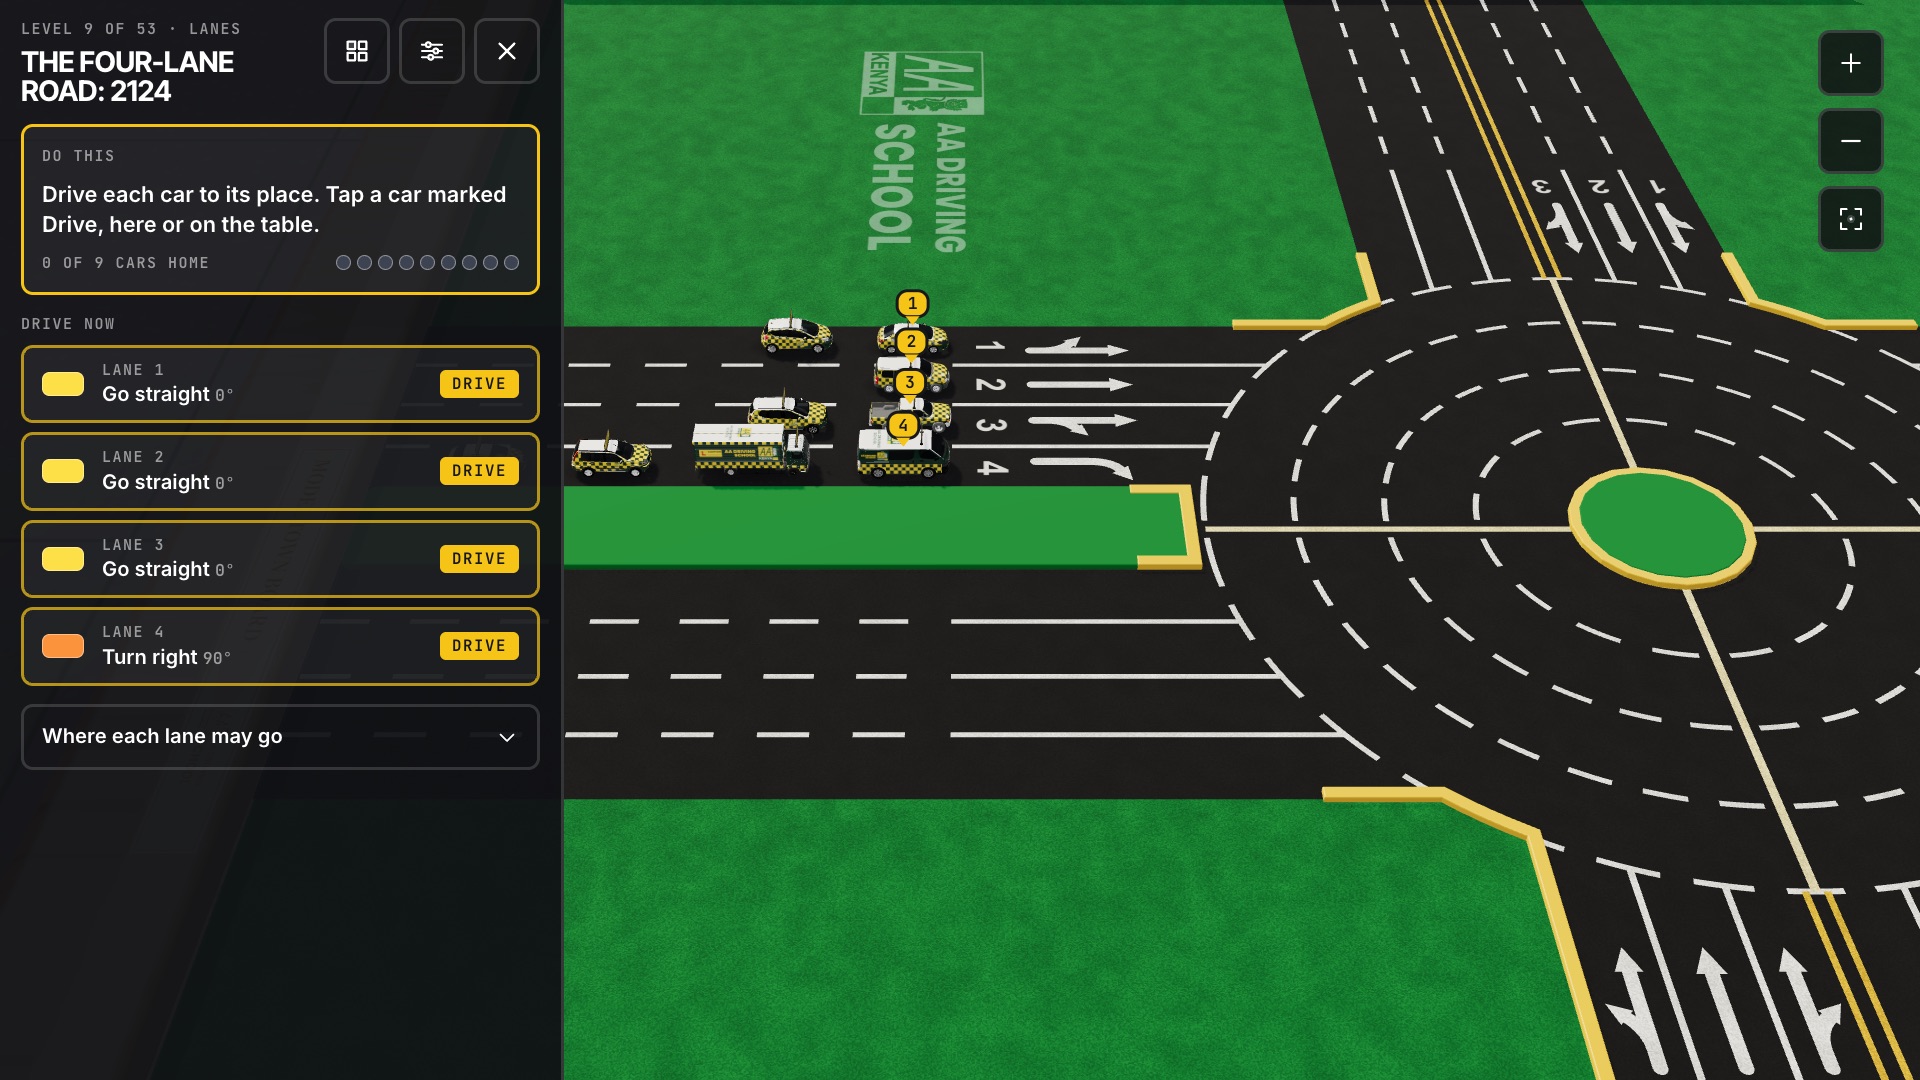 LEVEL 9 OF 53 · LANES
THE FOUR-LANE
ROAD: 2124
DO THIS
Drive each car to its place. Tap a car marked
Drive, here or on the table.
0 OF 9 CARS HOME
DRIVE NOW
LANE 1
Go straight 0°
DRIVE
LANE 2
Go straight 0°
DRIVE
LANE 3
Go straight 0°
DRIVE
LANE 4
Turn right 90°
DRIVE
Where each lane may go
AA
KENYA
AA DRIVING
SCHOOL
1
2
3
4
1
2
3
4
3
2
1
AA DRIVING
SCHOOL